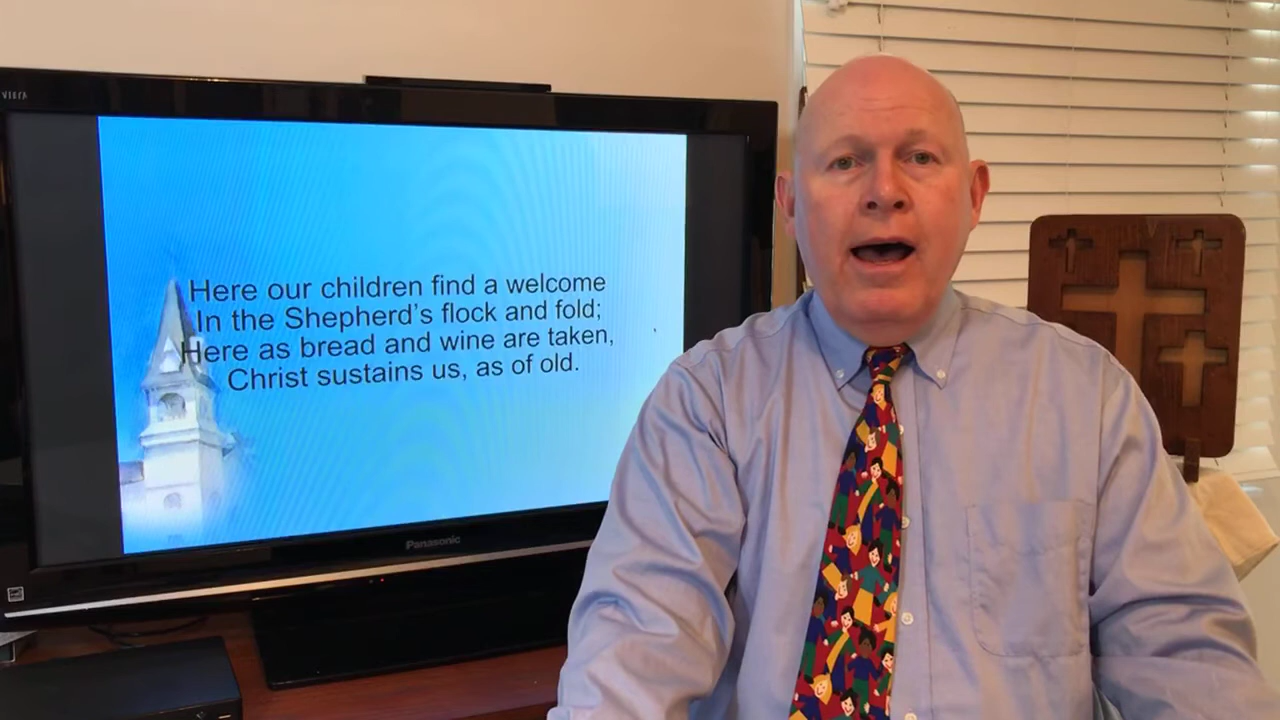 VIERA
Here our children find a welcome
In the Shepherd's flock and fold;
Here as bread and wine are taken,
Christ sustains us, as of old.
Panasonic